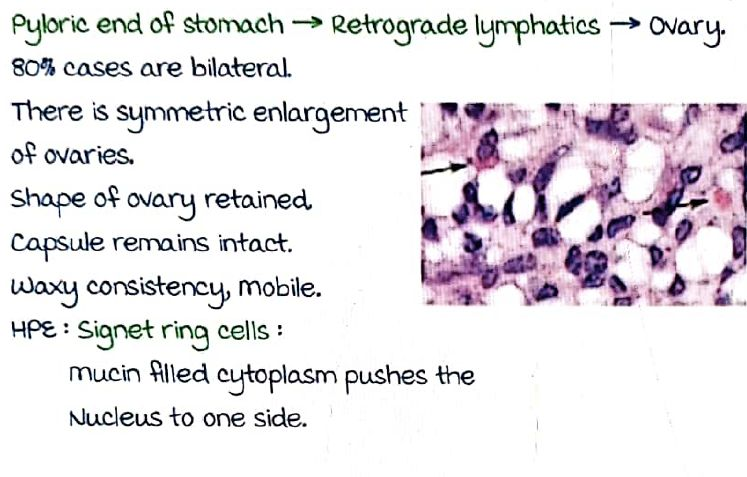 Pyloric end of stomach → Retrograde lymphatics → Ovary.
80% cases are bilateral.
There is symmetric enlargement
of ovaries.
Shape of ovary retained
Capsule remains intact.
Waxy consistency, mobile.
HPE : Signet ring cells :
mucin filled cytoplasm pushes the
Nucleus to one side.